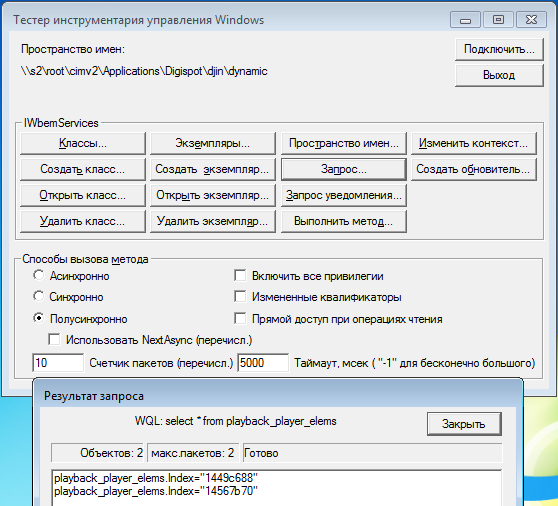 Тестер инструментария управления Windows
Пространство имен:
\\s2\root\cimv2\Applications\Digispot\djin\dynamic
Подключить...
Выход
IWbemServices
Классы... Экземпляры... Пространство имен... Изменить контекст...
Создать класс... Создать экземпляр... Запрос... Создать обновитель...
Открыть класс... Открыть экземпляр... Запрос уведомления...
Удалить класс... Удалить экземпляр... Выполнить метод...
Способы вызова метода
Асинхронно Включить все привилегии
Синхронно Измененные квалификаторы
Полусинхронно Прямой доступ при операциях чтения
Использовать NextAsync (перечисл.)
10 Счетчик пакетов (перечисл.) 5000 Таймаут, мсек ( "-1" для бесконечно большого)
Результат запроса
WQL: select * from playback_player_elems Закрыть
Объектов: 2 макс.пакетов: 2 Готово
playback_player_elems.Index="1449c688"
playback_player_elems.Index="14567b70"